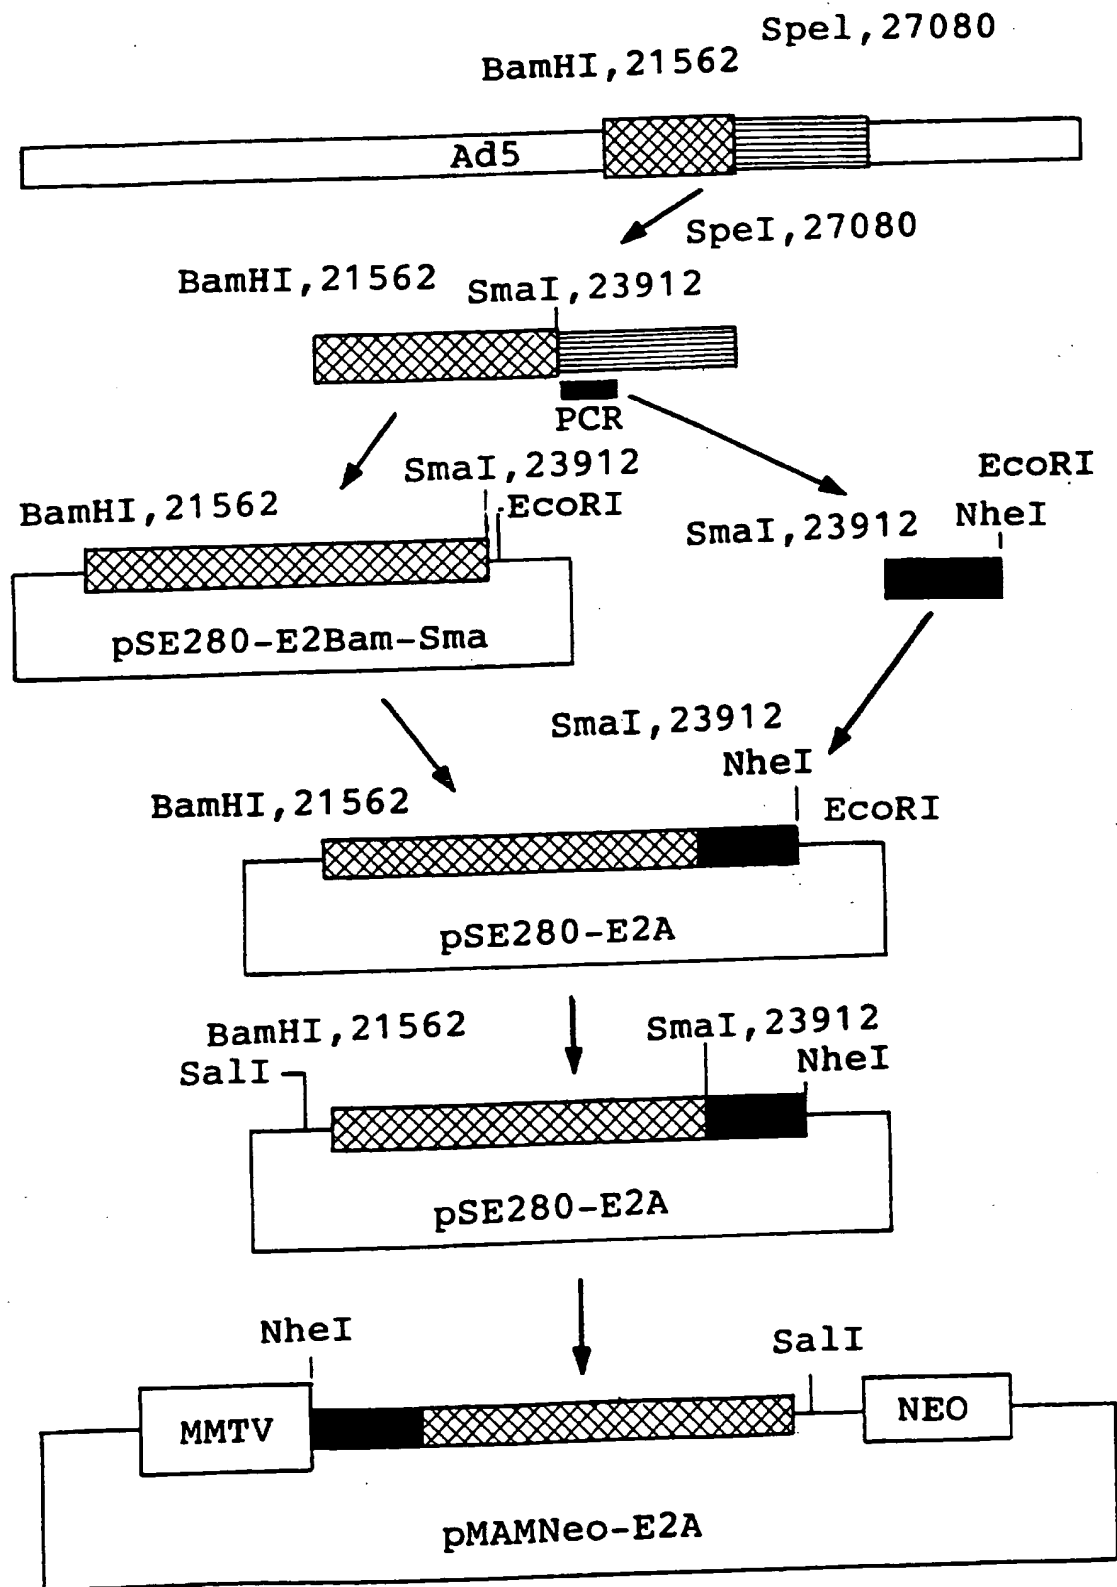 SpeI,27080
BamHI,21562
Ad5
SpeI,27080
BamHI,21562
SmaI,23912
PCR
SmaI,23912
EcoRI
BamHI,21562
EcoRI
NheI
SmaI,23912
pSE280-E2Bam-Sma
SmaI,23912
NheI
BamHI,21562
EcoRI
pSE280-E2A
BamHI,21562
SmaI,23912
SalI
NheI
pSE280-E2A
NheI
SalI
MMTV
NEO
pMAMNeo-E2A